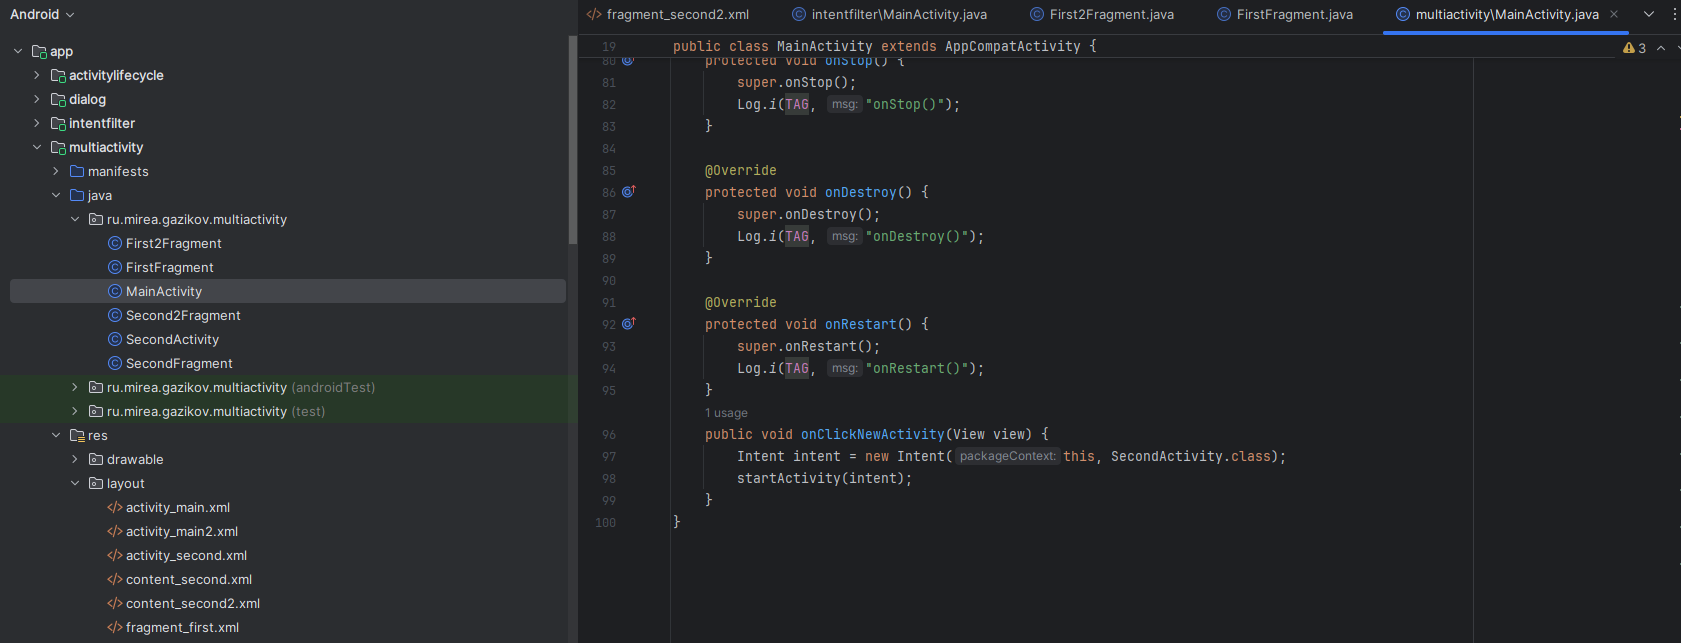 Android
app
activitylifecycle
dialog
intentfilter
multiactivity
manifests
java
ru.mirea.gazikov.multiactivity
First2Fragment
FirstFragment
MainActivity
Second2Fragment
SecondActivity
SecondFragment
ru.mirea.gazikov.multiactivity (androidTest)
ru.mirea.gazikov.multiactivity (test)
res
drawable
layout
activity_main.xml
activity_main2.xml
activity_second.xml
content_second.xml
content_second2.xml
fragment_first.xml
fragment_second2.xml intentfilter\MainActivity.java First2Fragment.java FirstFragment.java multiactivity\MainActivity.java
19 public class MainActivity extends AppCompatActivity { 3
80 protected void onStop() {
81 super.onStop();
82 Log.i(TAG, msg: "onStop()");
83 }
84
85 @Override
86 protected void onDestroy() {
87 super.onDestroy();
88 Log.i(TAG, msg: "onDestroy()");
89 }
90
91 @Override
92 protected void onRestart() {
93 super.onRestart();
94 Log.i(TAG, msg: "onRestart()");
95 }
1 usage
96 public void onClickNewActivity(View view) {
97 Intent intent = new Intent( packageContext: this, SecondActivity.class);
98 startActivity(intent);
99 }
100 }